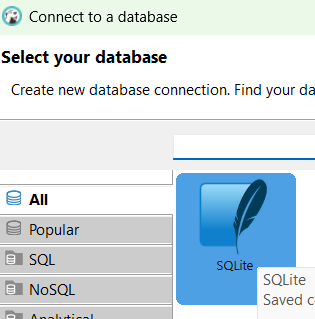 Connect to a database
Select your database
Create new database connection. Find your da
All
Popular
SQL
NoSQL
Analytical
SQLite
SQLite
Saved c